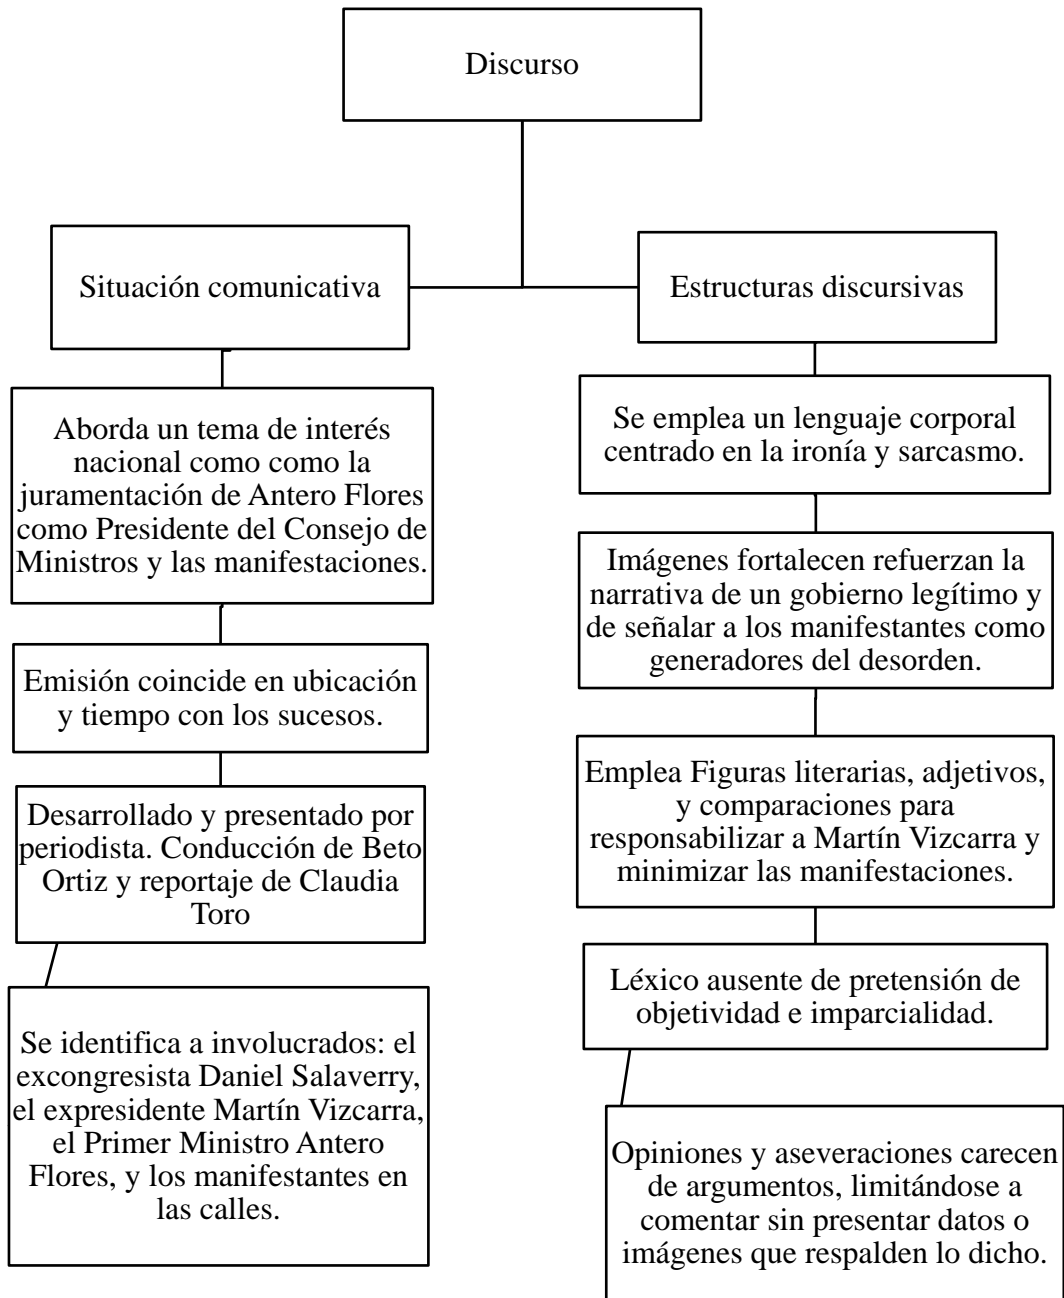 Discurso
Situación comunicativa
Aborda un tema de interés
nacional como como la
juramentación de Antero Flores
como Presidente del Consejo de
Ministros y las manifestaciones.
Emisión coincide en ubicación
y tiempo con los sucesos.
Desarrollado y presentado por
periodista. Conducción de Beto
Ortiz y reportaje de Claudia
Toro
Se identifica a involucrados: el
excongresista Daniel Salaverry,
el expresidente Martín Vizcarra,
el Primer Ministro Antero
Flores, y los manifestantes en
las calles.
Estructuras discursivas
Se emplea un lenguaje corporal
centrado en la ironía y sarcasmo.
Imágenes fortalecen refuerzan la
narrativa de un gobierno legítimo y
de señalar a los manifestantes como
generadores del desorden.
Emplea Figuras literarias, adjetivos,
y comparaciones para
responsabilizar a Martín Vizcarra y
minimizar las manifestaciones.
Léxico ausente de pretensión de
objetividad e imparcialidad.
Opiniones y aseveraciones carecen
de argumentos, limitándose a
comentar sin presentar datos o
imágenes que respalden lo dicho.